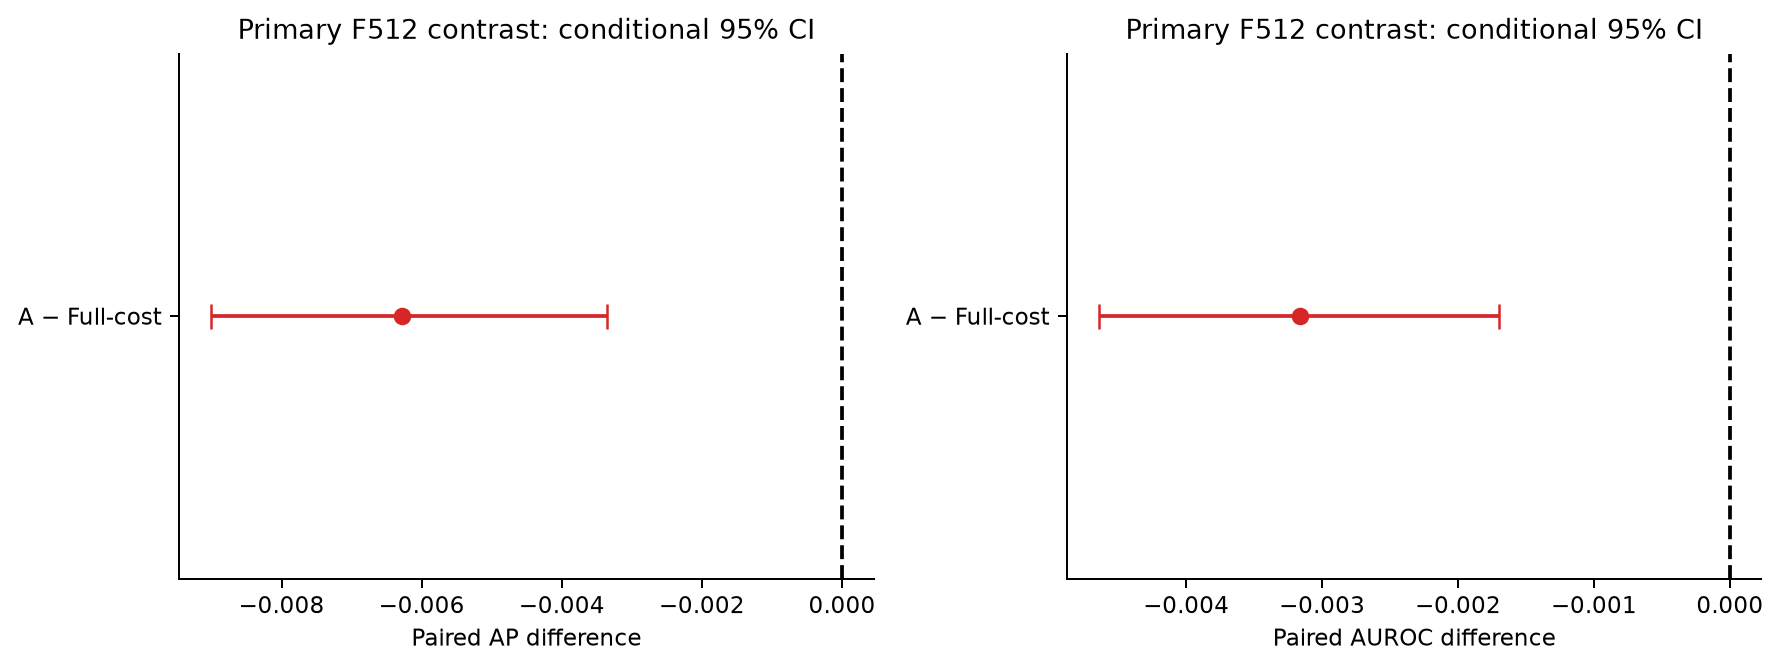 Primary F512 contrast: conditional 95% CI
A − Full-cost
−0.008 −0.006 −0.004 −0.002 0.000
Paired AP difference
Primary F512 contrast: conditional 95% CI
A − Full-cost
−0.004 −0.003 −0.002 −0.001 0.000
Paired AUROC difference